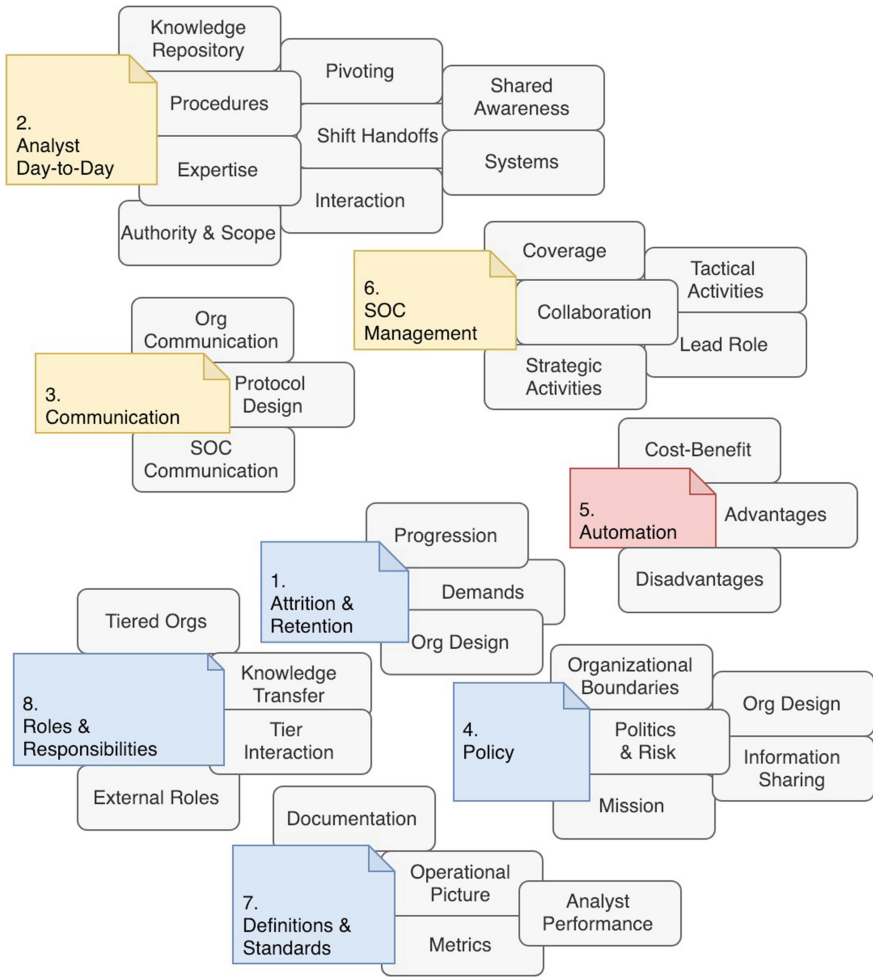 Knowledge
Repository
Pivoting
Shared
Awareness
Procedures
2.
Analyst
Day-to-Day
Shift Handoffs
Expertise
Systems
Interaction
Authority & Scope
Coverage
Tactical
Activities
6.
SOC
Management
Collaboration
Lead Role
Strategic
Activities
Org
Communication
3.
Communication
Protocol
Design
SOC
Communication
Cost-Benefit
5.
Automation
Advantages
Disadvantages
Progression
1.
Attrition &
Retention
Demands
Org Design
Tiered Orgs
8.
Roles &
Responsibilities
Knowledge
Transfer
Tier
Interaction
External Roles
Organizational
Boundaries
Org Design
4.
Policy
Politics
& Risk
Information
Sharing
Mission
Documentation
7.
Definitions &
Standards
Operational
Picture
Analyst
Performance
Metrics